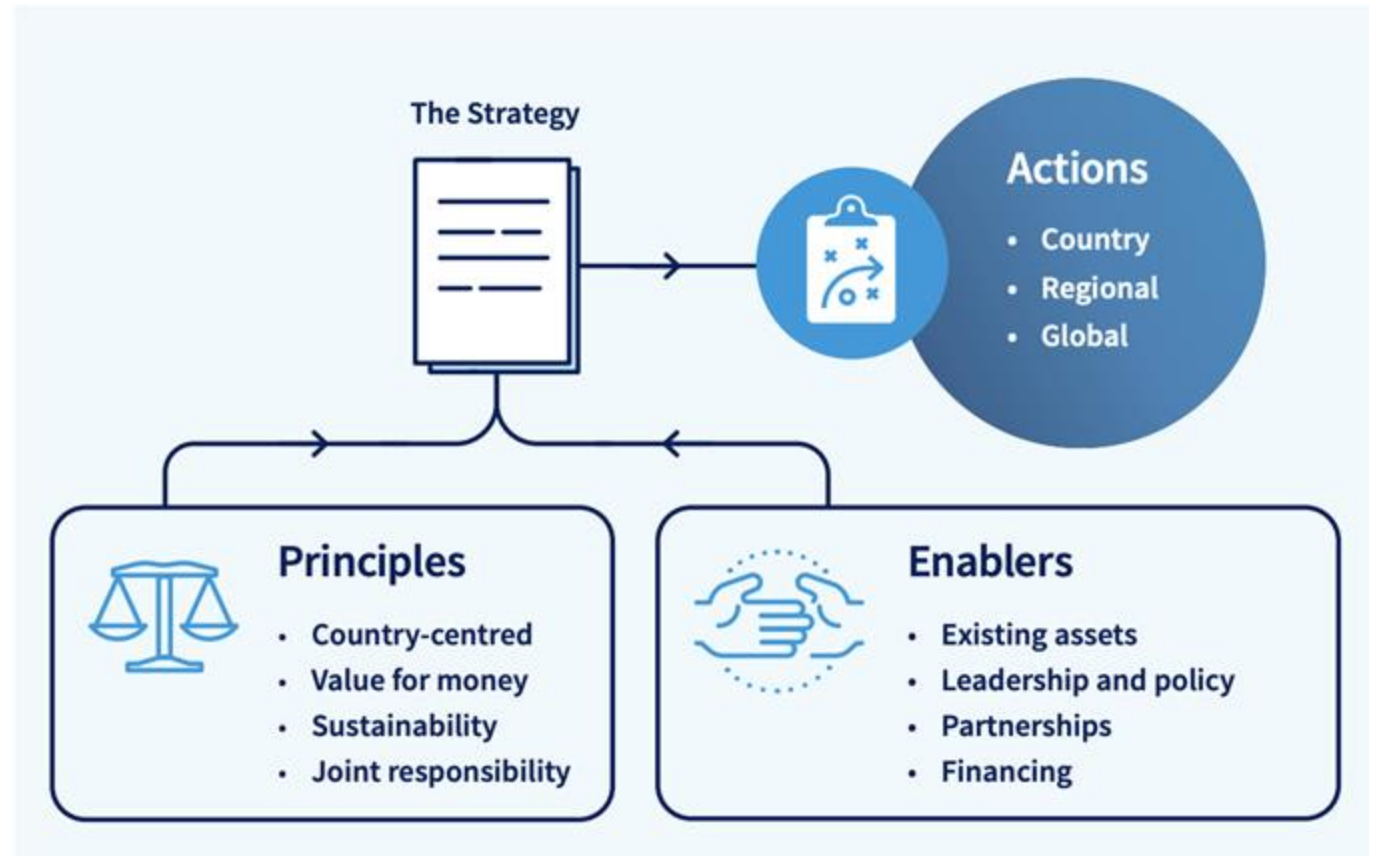 The Strategy
Actions
• Country
• Regional
• Global
Principles
• Country-centred
• Value for money
• Sustainability
• Joint responsibility
Enablers
• Existing assets
• Leadership and policy
• Partnerships
• Financing